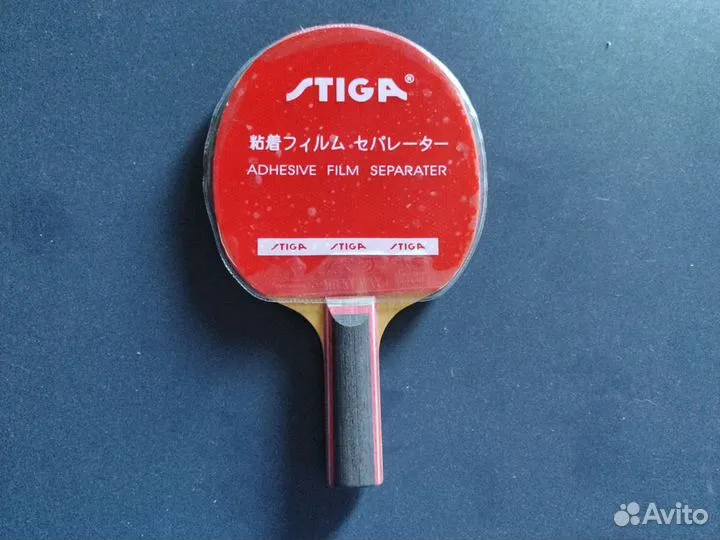 STIGA®
粘着フィルム セパレーター
ADHESIVE FILM SEPARATER
STIGA STIGA STIGA
Avito